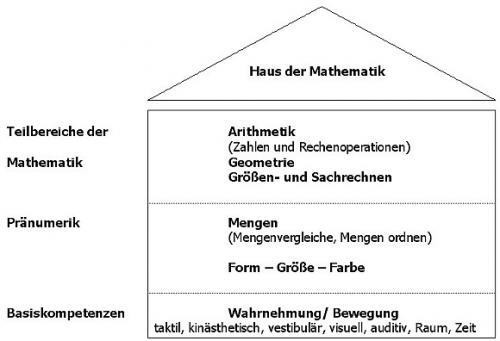 Haus der Mathematik
Teilbereiche der Arithmetik
(Zahlen und Rechenoperationen)
Mathematik Geometrie
Größen- und Sachrechnen
Pränumerik Mengen
(Mengenvergleiche, Mengen ordnen)
Form – Größe – Farbe
Basiskompetenzen Wahrnehmung/ Bewegung
taktil, kinästhetisch, vestibulär, visuell, auditiv, Raum, Zeit